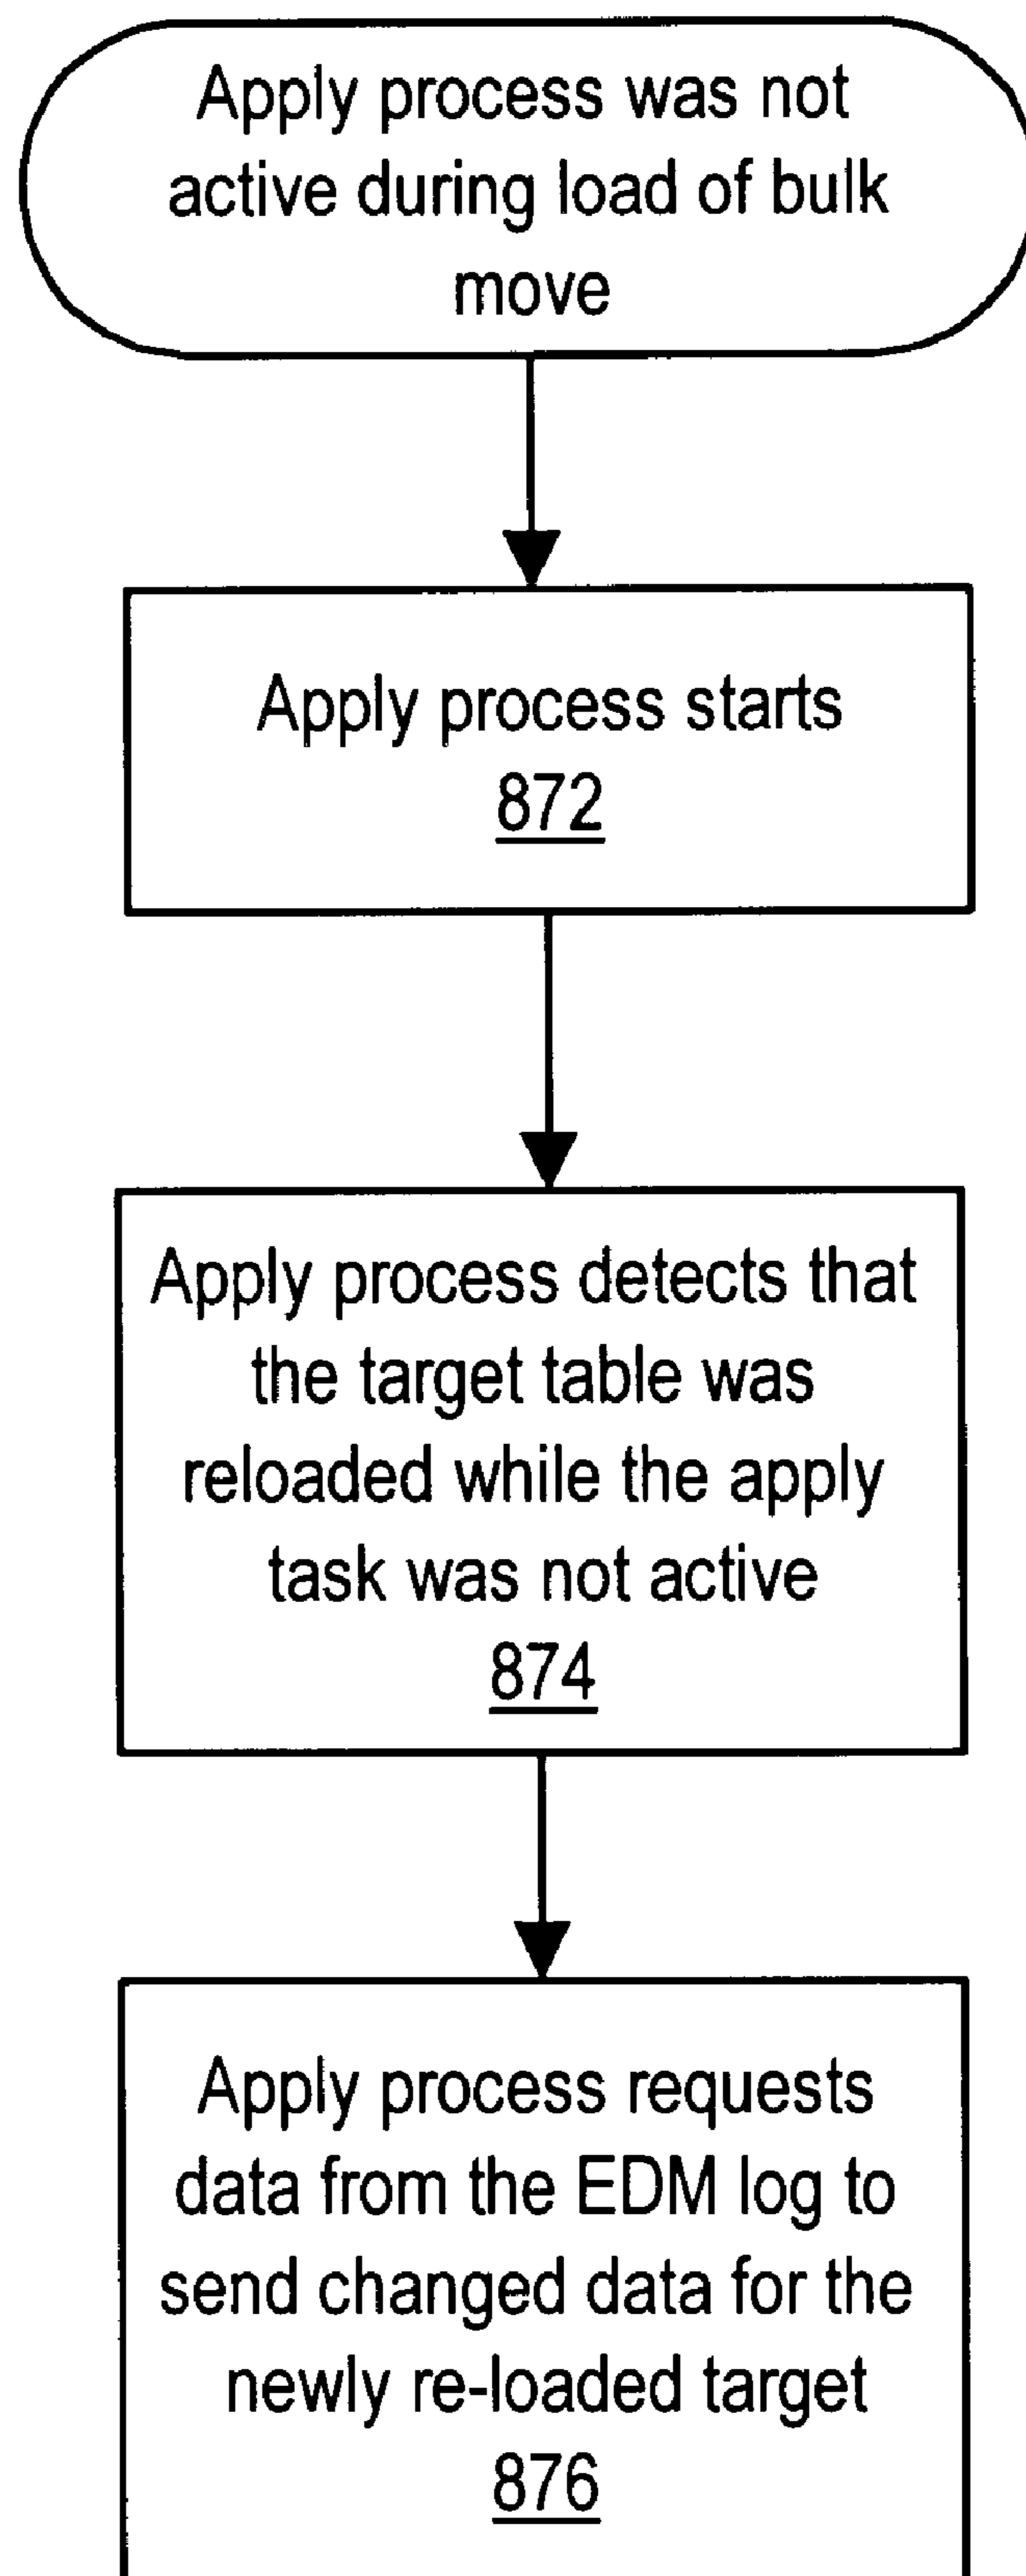 Apply process was not
active during load of bulk
move
Apply process starts
872
Apply process detects that
the target table was
reloaded while the apply
task was not active
874
Apply process requests
data from the EDM log to
send changed data for the
newly re-loaded target
876